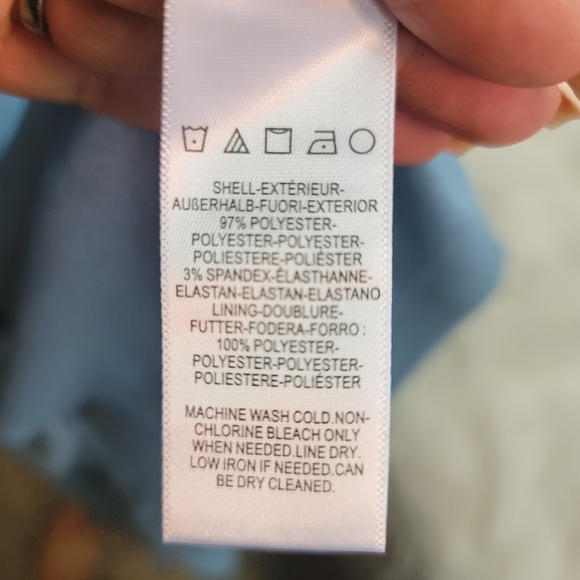 SHELL-EXTÉRIEUR-
AUßERHALB-FUORI-EXTERIOR
97% POLYESTER-
POLYESTER-POLYESTER-
POLIESTERE-POLIÉSTER
3% SPANDEX-ÉLASTHANNE-
ELASTAN-ELASTAN-ELASTANO
LINING-DOUBLURE-
FUTTER-FODERA-FORRO :
100% POLYESTER-
POLYESTER-POLYESTER-
POLIESTERE-POLIÉSTER
MACHINE WASH COLD.NON-
CHLORINE BLEACH ONLY
WHEN NEEDED.LINE DRY.
LOW IRON IF NEEDED.CAN
BE DRY CLEANED.